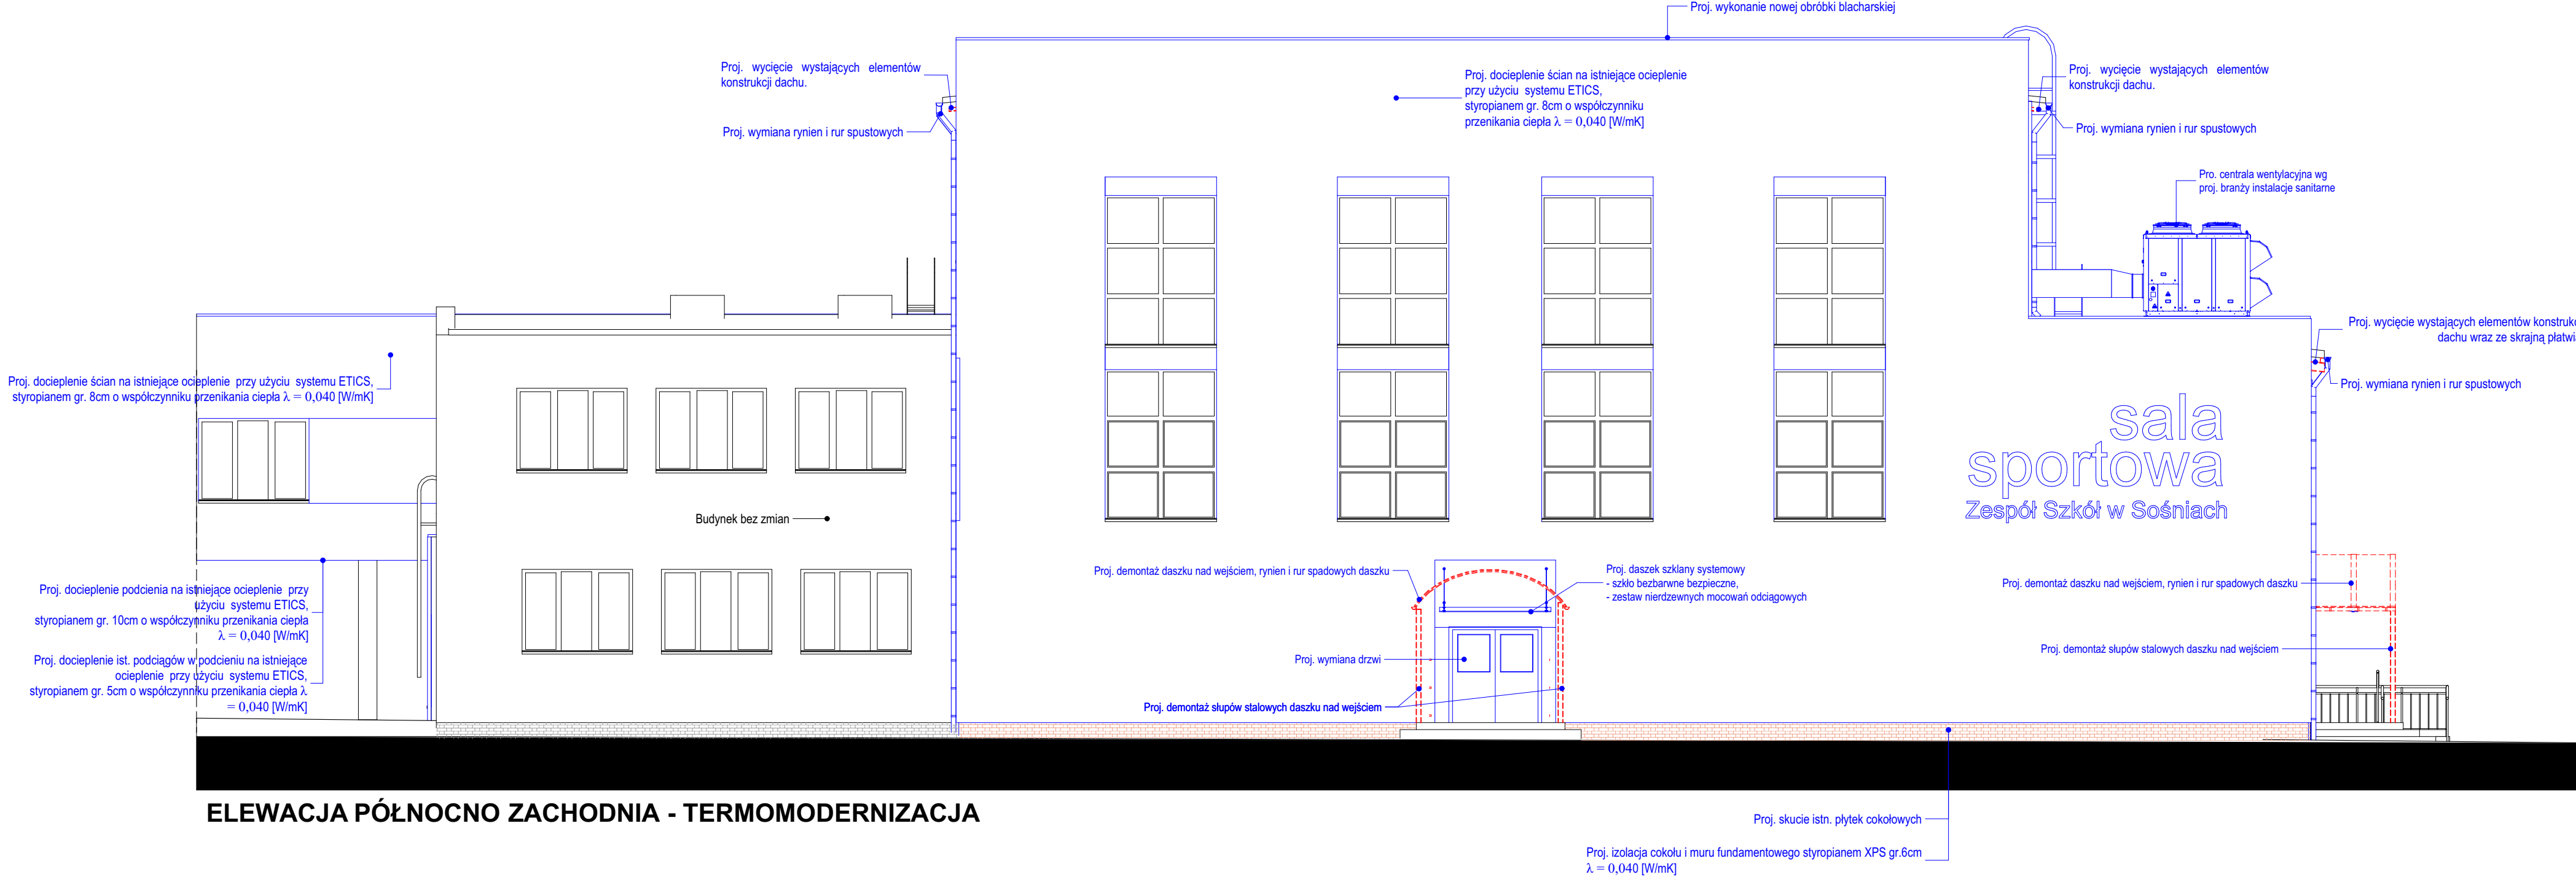 Proj. wykonanie nowej obróbki blacharskiej
Proj. wycięcie wystających elementów
konstrukcji dachu.
Proj. wymiana rynien i rur spustowych
Proj. docieplenie ścian na istniejące ocieplenie
przy użyciu systemu ETICS,
styropianem gr. 8cm o współczynniku
przenikania ciepła λ = 0,040 [W/mK]
Proj. wycięcie wystających elementów
konstrukcji dachu.
Proj. wymiana rynien i rur spustowych
Pro. centrala wentylacyjna wg
proj. branży instalacje sanitarne
Proj. wycięcie wystających elementów
dachu wraz ze skrajną
Proj. wymiana rynien i rur spustowych
Proj. docieplenie ścian na istniejące ocieplenie przy użyciu systemu ETICS,
styropianem gr. 8cm o współczynniku przenikania ciepła λ = 0,040 [W/mK]
sala
sportowa
Zespół Szkół w Sośniach
Budynek bez zmian
Proj. demontaż daszku nad wejściem, rynien i rur spadowych daszku
Proj. daszek szklany systemowy
- szkło bezbarwne bezpieczne,
- zestaw nierdzewnych mocowań odciągowych
Proj. demontaż daszku nad wejściem, rynien i rur spadowych daszku
Proj. docieplenie podcienia na istniejące ocieplenie przy
użyciu systemu ETICS,
styropianem gr. 10cm o współczynniku przenikania ciepła
λ = 0,040 [W/mK]
Proj. docieplenie ist. podciągów w podcieniu na istniejące
ocieplenie przy użyciu systemu ETICS,
styropianem gr. 5cm o współczynniku przenikania ciepła λ
= 0,040 [W/mK]
Proj. wymiana drzwi
Proj. demontaż słupów stalowych daszku nad wejściem
Proj. demontaż słupów stalowych daszku nad wejściem
ELEWACJA PÓŁNOCNO ZACHODNIA - TERMOMODERNIZACJA
Proj. skucie istn. płytek cokołowych
Proj. izolacja cokołu i muru fundamentowego styropianem XPS gr.6cm
λ = 0,040 [W/mK]